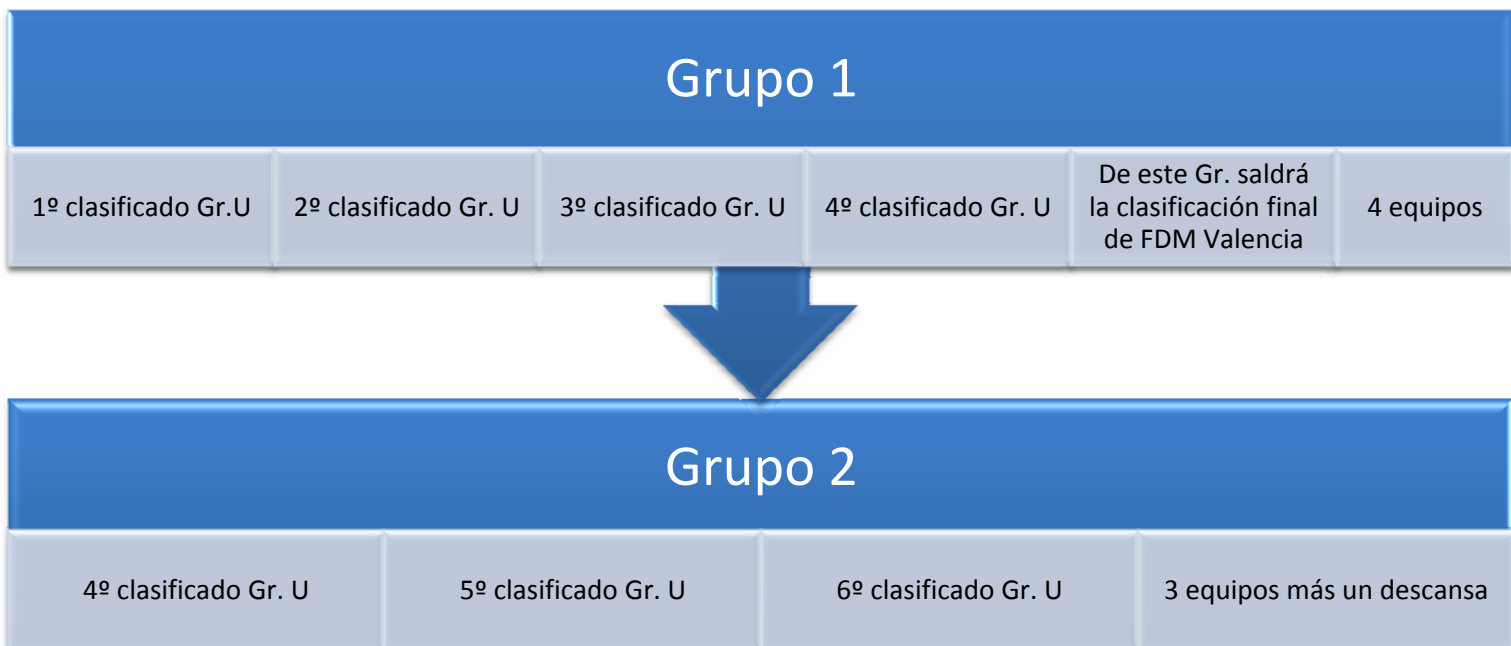 Grupo 1
1º clasificado Gr.U
2º clasificado Gr. U
3º clasificado Gr. U
4º clasificado Gr. U
De este Gr. saldrá
la clasificación final
de FDM Valencia
4 equipos
Grupo 2
4º clasificado Gr. U
5º clasificado Gr. U
6º clasificado Gr. U
3 equipos más un descansa